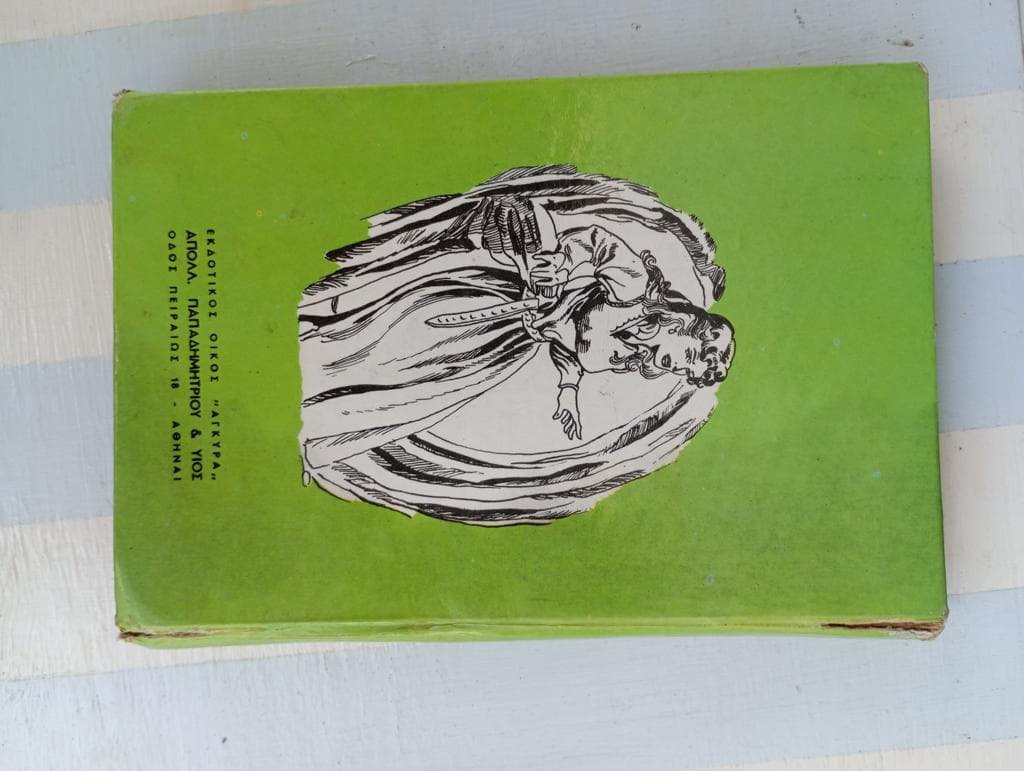 ΕΚΔΟΤΙΚΟΣ ΟΙΚΟΣ "ΑΓΚΥΡΑ„
ΑΠΟΛΛ. ΠΑΠΑΔΗΜΗΤΡΙΟΥ & ΥΙΟΣ
ΟΔΟΣ ΠΕΙΡΑΙΩΣ 18 - ΑΘΗΝΑΙ